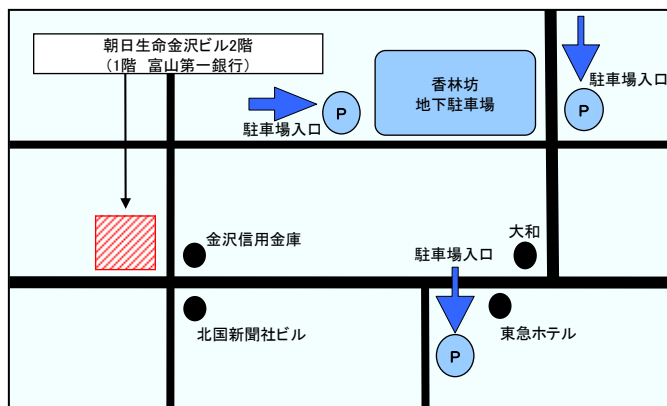 朝日生命金沢ビル2階
(1階 富山第一銀行)
駐車場入口
P
香林坊
地下駐車場
駐車場入口
P
金沢信用金庫
大和
駐車場入口
北国新聞社ビル
東急ホテル
P